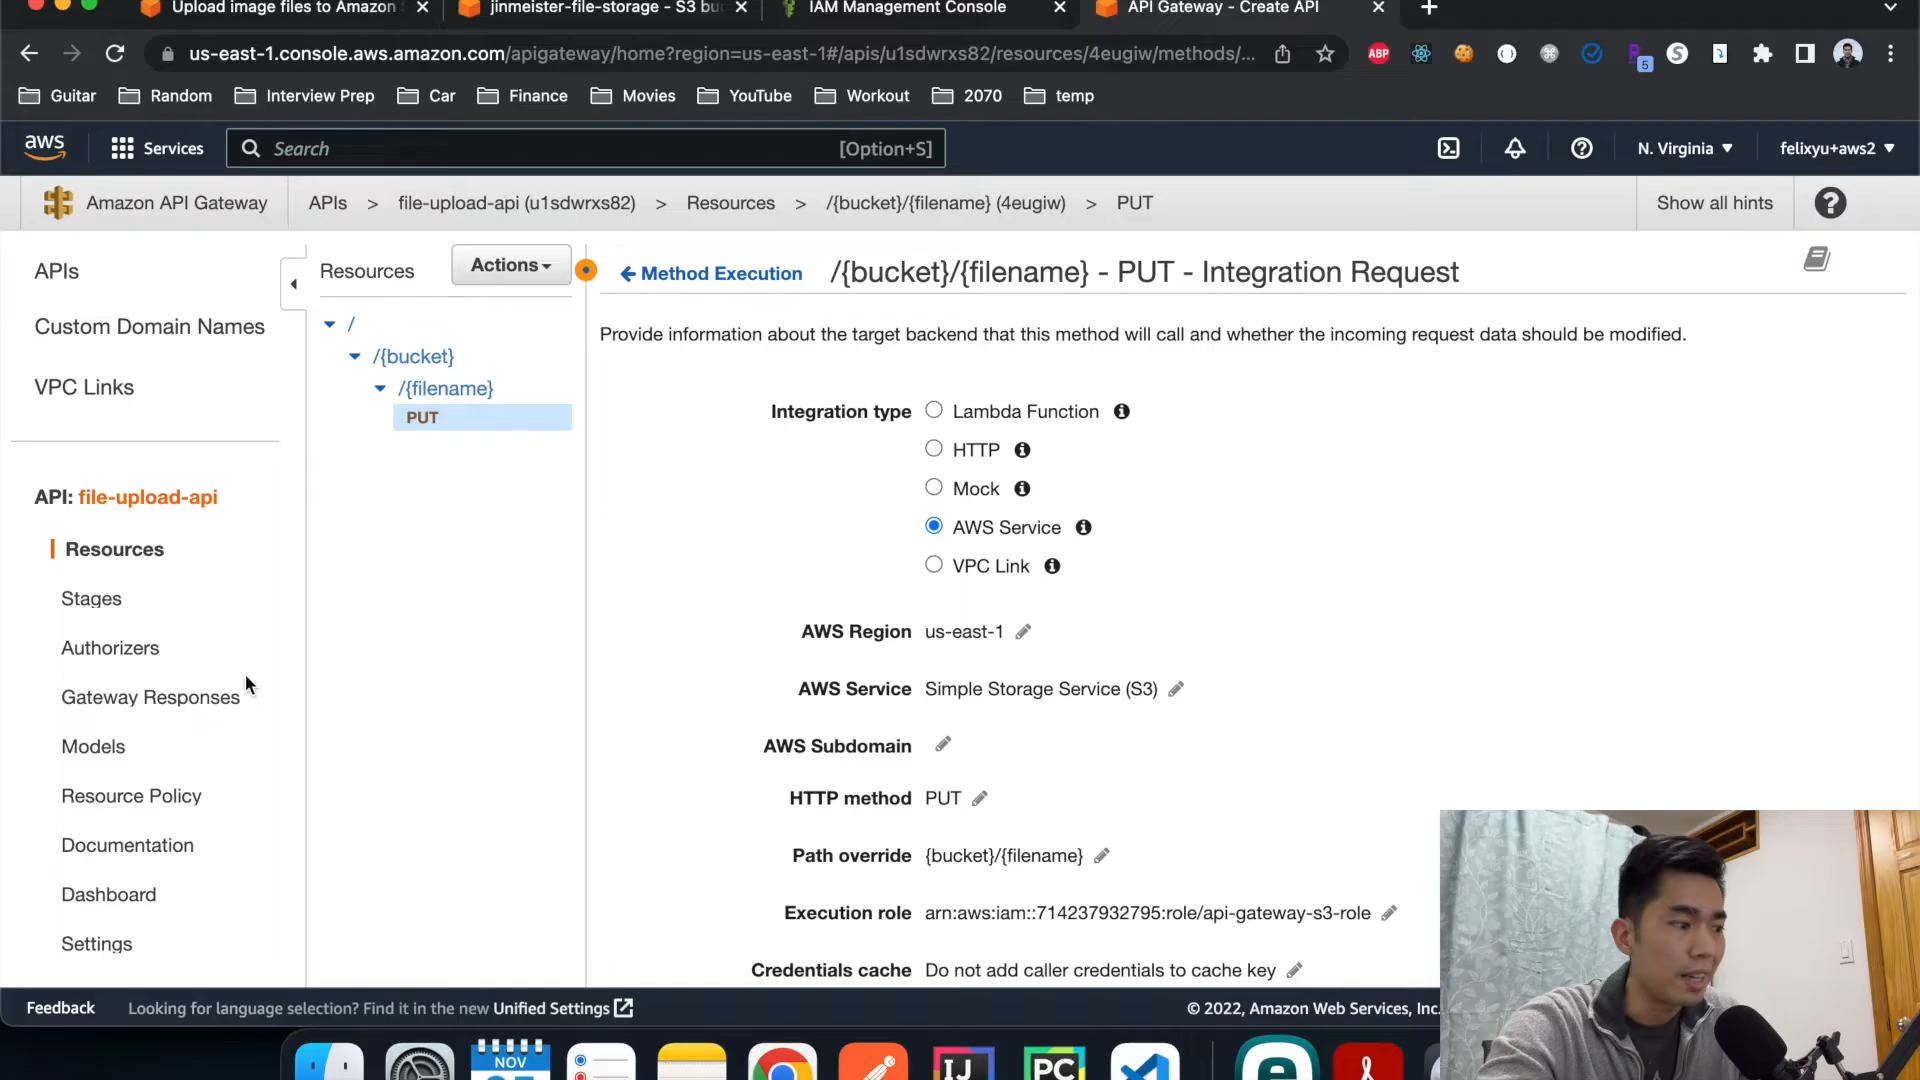 Upload image files to Amazon
jinmeister-file-storage - S3 bu
IAM Management Console
API Gateway - Create API
us-east-1.console.aws.amazon.com/apigateway/home?region=us-east-1#/apis/u1sdwrxs82/resources/4eugiw/methods/...
ABP
5
S
Guitar
Random
Interview Prep
Car
Finance
Movies
YouTube
Workout
2070
temp
aws
Services
Search
[Option+S]
N. Virginia
felixyu+aws2
Amazon API Gateway
APIs > file-upload-api (u1sdwrxs82) > Resources > /{bucket}/{filename} (4eugiw) > PUT
Show all hints
?
APIs
Custom Domain Names
VPC Links
API: file-upload-api
Resources
Stages
Authorizers
Gateway Responses
Models
Resource Policy
Documentation
Dashboard
Settings
Resources
Actions
/
/{bucket}
/{filename}
PUT
Method Execution
/{bucket}/{filename} - PUT - Integration Request
Provide information about the target backend that this method will call and whether the incoming request data should be modified.
Integration type
Lambda Function
HTTP
Mock
AWS Service
VPC Link
AWS Region us-east-1
AWS Service Simple Storage Service (S3)
AWS Subdomain
HTTP method PUT
Path override {bucket}/{filename}
Execution role arn:aws:iam::714237932795:role/api-gateway-s3-role
Credentials cache Do not add caller credentials to cache key
Feedback
Looking for language selection? Find it in the new Unified Settings
© 2022, Amazon Web Services, Inc.
NOV
IJ
PC